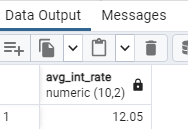 Data Output Messages
avg_int_rate
numeric (10,2)
1 12.05